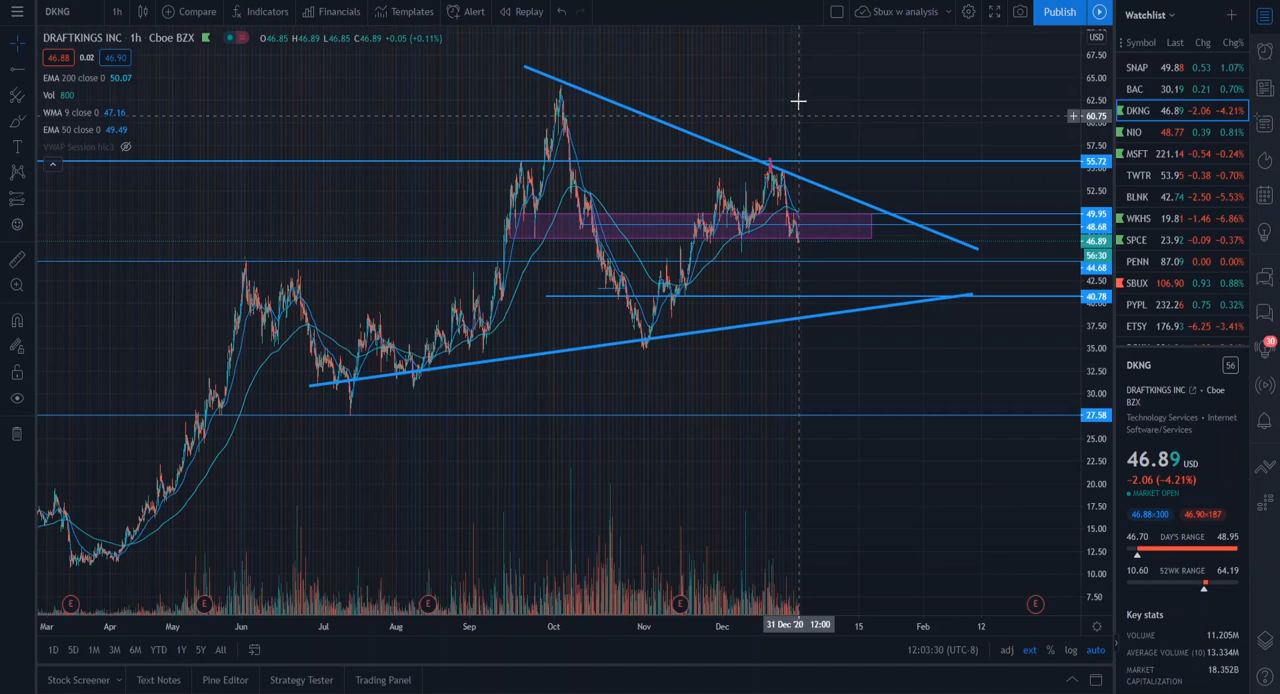 DKNG 1h Compare Indicators Financials Templates Alert Replay Sbux w analysis Publish
DRAFTKINGS INC · 1h · Cboe BZX O46.85 H46.89 L46.85 C46.89 +0.05 (+0.11%)
46.88 0.02 46.90
EMA 200 close 0 50.07
Vol 800
WMA 9 close 0 47.16
EMA 50 close 0 49.49
VWAP Session hlc3
USD
67.50
65.00
62.50
60.75
57.50
55.72
52.50
49.95
48.68
46.89
56:30
44.68
42.50
40.78
37.50
35.00
32.50
30.00
27.58
25.00
22.50
20.00
17.50
15.00
12.50
10.00
7.50
E E E E E
Mar Apr May Jun Jul Aug Sep Oct Nov Dec 31 Dec '20 12:00 15 Feb 12
1D 5D 1M 3M 6M YTD 1Y 5Y All 12:03:30 (UTC-8) adj ext % log auto
Stock Screener Text Notes Pine Editor Strategy Tester Trading Panel
Watchlist
Symbol Last Chg Chg%
SNAP 49.88 0.53 1.07%
BAC 30.19 0.21 0.70%
DKNG 46.89 -2.06 -4.21%
NIO 48.77 0.39 0.81%
MSFT 221.14 -0.54 -0.24%
TWTR 53.95 -0.38 -0.70%
BLNK 42.74 -2.50 -5.53%
WKHS 19.81 -1.46 -6.86%
SPCE 23.92 -0.09 -0.37%
PENN 87.09 0.00 0.00%
SBUX 106.90 0.93 0.88%
PYPL 232.26 0.75 0.32%
ETSY 176.93 -6.25 -3.41%
30
DKNG 56
DRAFTKINGS INC · Cboe
BZX
Technology Services · Internet
Software/Services
46.89 USD
-2.06 (-4.21%)
MARKET OPEN
46.88×300 46.90×187
46.70 DAY'S RANGE 48.95
10.60 52WK RANGE 64.19
Key stats
VOLUME 11.205M
AVERAGE VOLUME (10) 13.334M
MARKET
CAPITALIZATION 18.352B